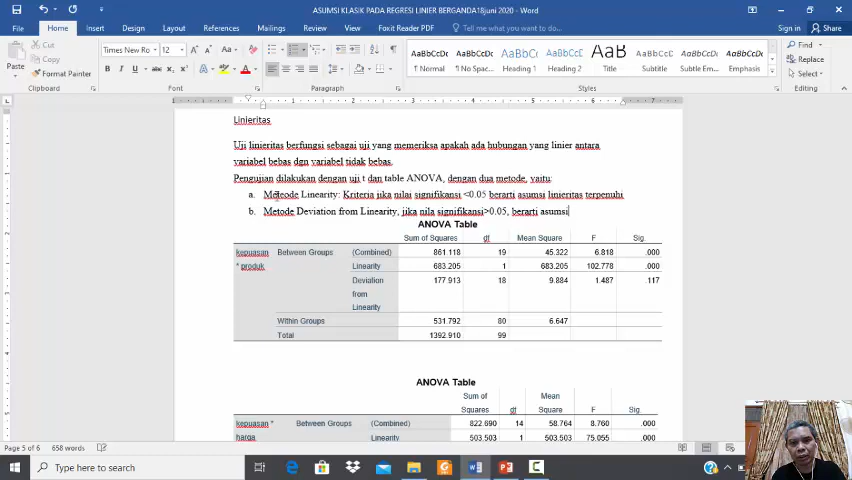 ASUMSI KLASIK PADA REGRESI LINIER BERGANDA18juni 2020 - Word
File Home Insert Design Layout References Mailings Review View Foxit Reader PDF Tell me what you want to do... Sign in Share
Cut
Copy
Format Painter
Paste
Clipboard
Times New Ro 12
Font
Paragraph
AaBbCcDc AaBbCcDc AaBbC AaBbCc AaB AaBbCcD AaBbCcD AaBbCcD
¶ Normal ¶ No Spac... Heading 1 Heading 2 Title Subtitle Subtle Em... Emphasis
Styles
Find
Replace
Select
Editing
Linieritas
Uji linieritas berfungsi sebagai uji yang memeriksa apakah ada hubungan yang linier antara
variabel bebas dgn variabel tidak bebas.
Pengujian dilakukan dengan uji t dan table ANOVA, dengan dua metode, yaitu:
a. Linearity: Kriteria jika nilai signifikansi <0.05 berarti asumsi linieritas terpenuhi
b. Metode Deviation from Linearity, jika nila signifikansi>0.05, berarti asumsi
ANOVA Table
Sum of Squares df Mean Square F Sig.
kepuasan Between Groups (Combined) 861.118 19 45.322 6.818 .000
* produk Linearity 683.205 1 683.205 102.778 .000
Deviation 177.913 18 9.884 1.487 .117
from
Linearity
Within Groups 531.792 80 6.647
Total 1392.910 99
ANOVA Table
Sum of Mean
Squares df Square F Sig.
kepuasan * Between Groups (Combined) 822.690 14 58.764 8.760 .000
harga Linearity 503.503 1 503.503 75.055 .000
Page 5 of 6 658 words
Type here to search